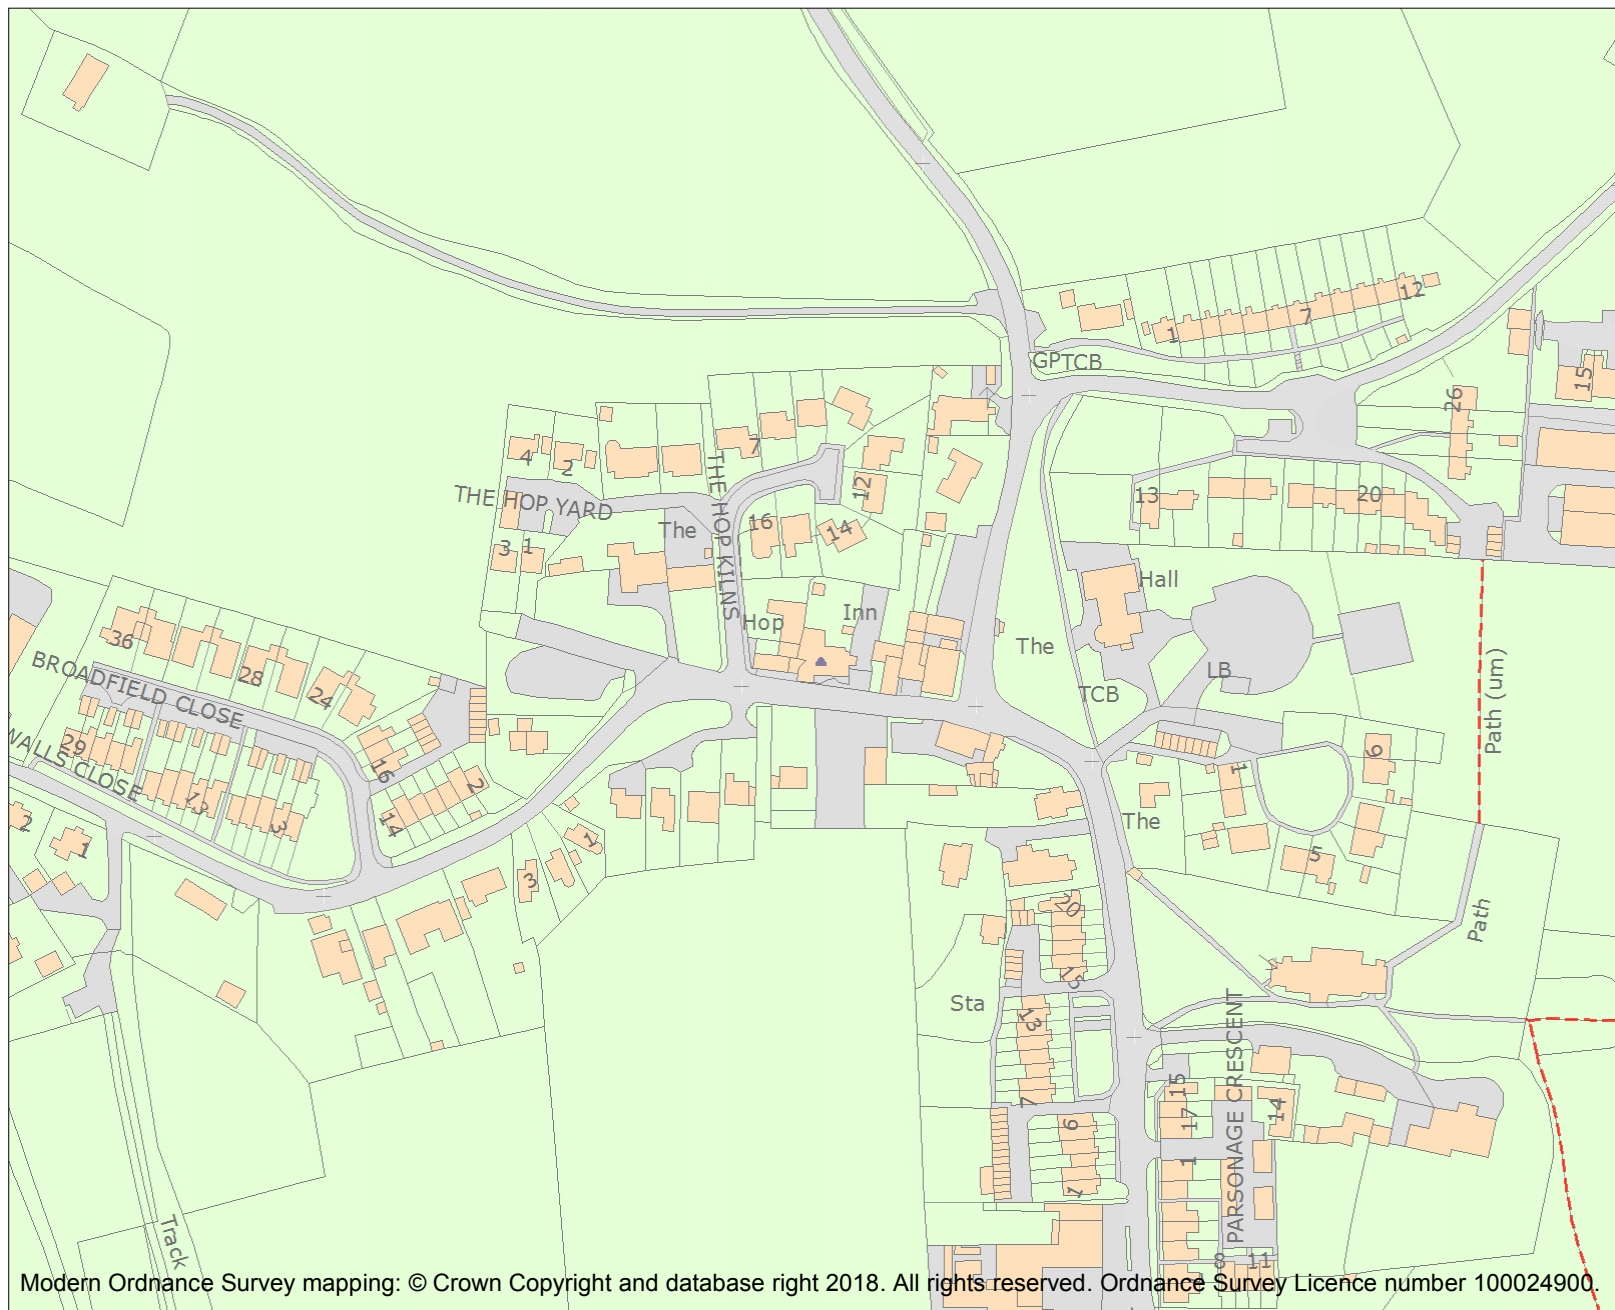 12
GPTCB
1
7
15
26
7
4
2
THE HOP YARD
THE HOP KILNS
12
13
20
The
16
14
3
1
Hall
Hop
Inn
The
36
28
24
BROADFIELD CLOSE
LB
TCB
Path (um)
29
WALLS CLOSE
16
2
13
3
14
1
9
2
1
1
The
5
3
20
Path
15
Sta
13
PARSONAGE CRESCENT
7
15
17
14
6
1
1
Track
8
11
Modern Ordnance Survey mapping: © Crown Copyright and database right 2018. All rights reserved. Ordnance Survey Licence number 100024900.